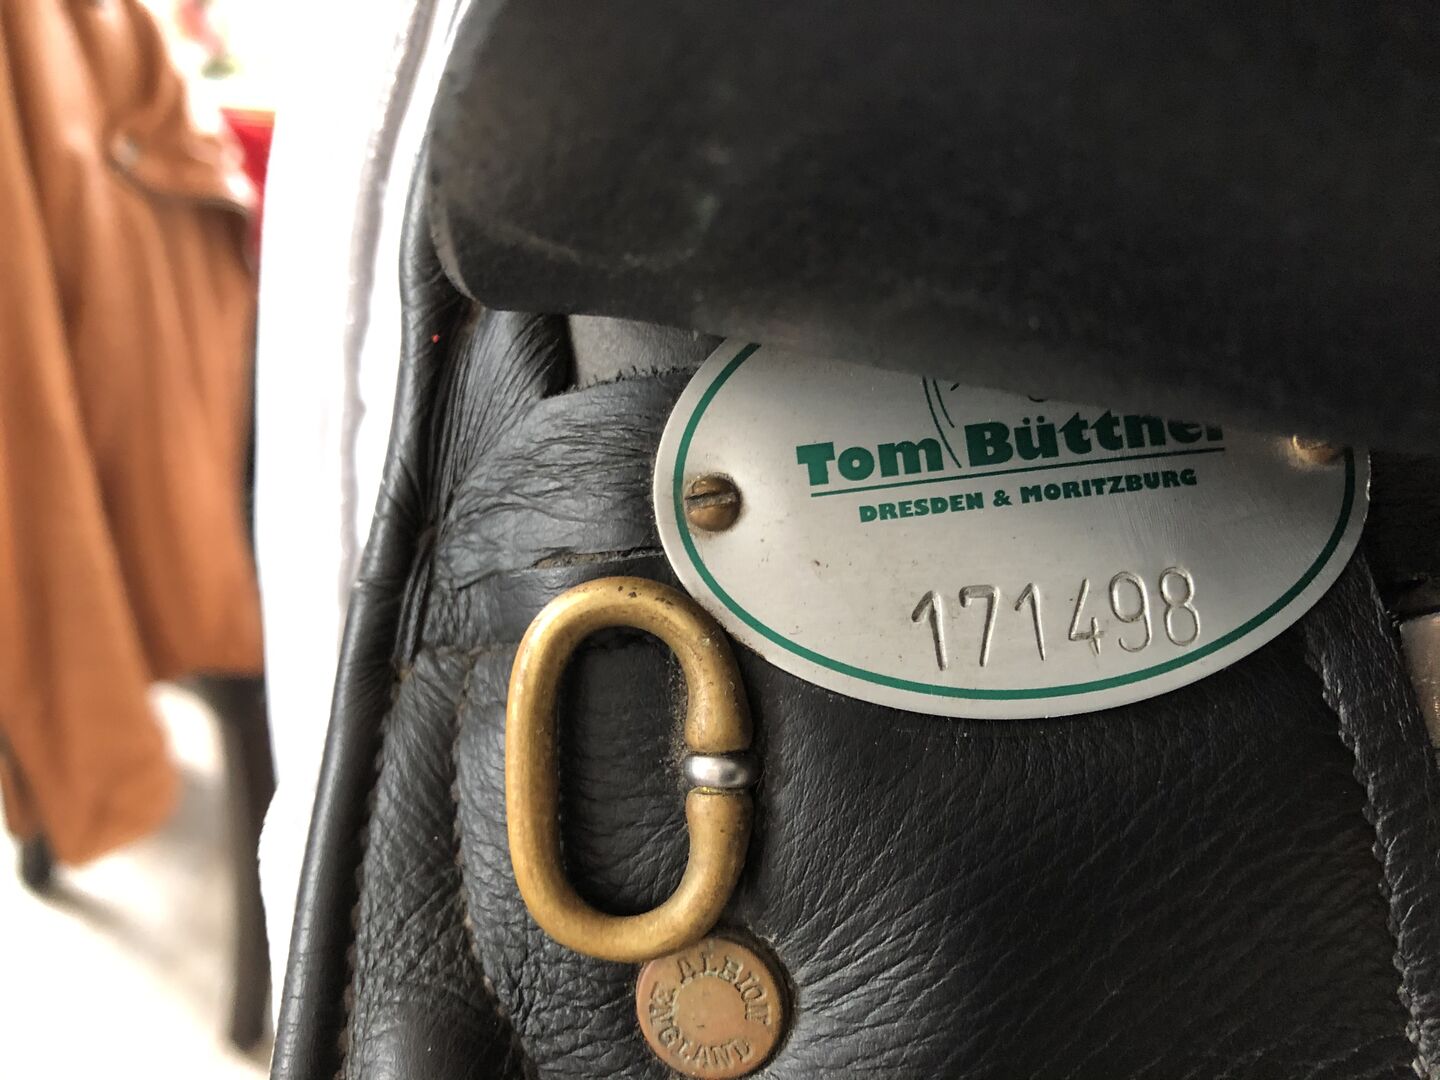 Tom Büttner
DRESDEN & MORITZBURG
171498
ALBION
ENGLAND